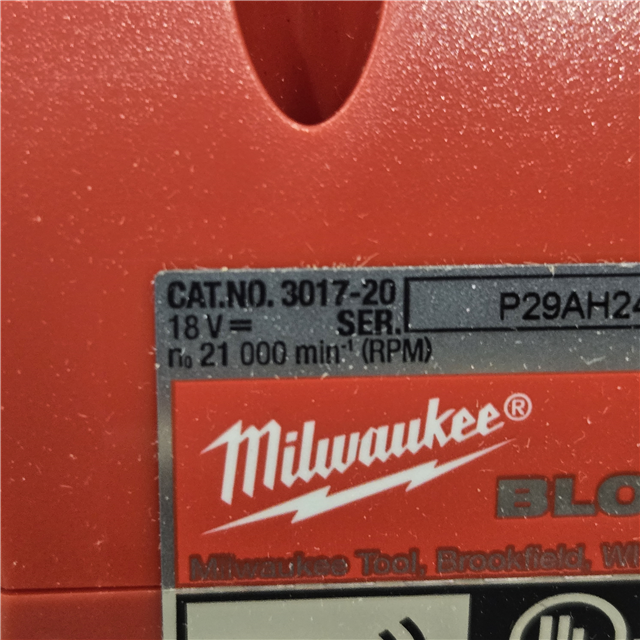 CAT.NO. 3017-20
18 V⎓ SER. P29AH24
n₀ 21 000 min⁻¹ (RPM)
Milwaukee®
BLO
Milwaukee Tool, Brookfield, WI